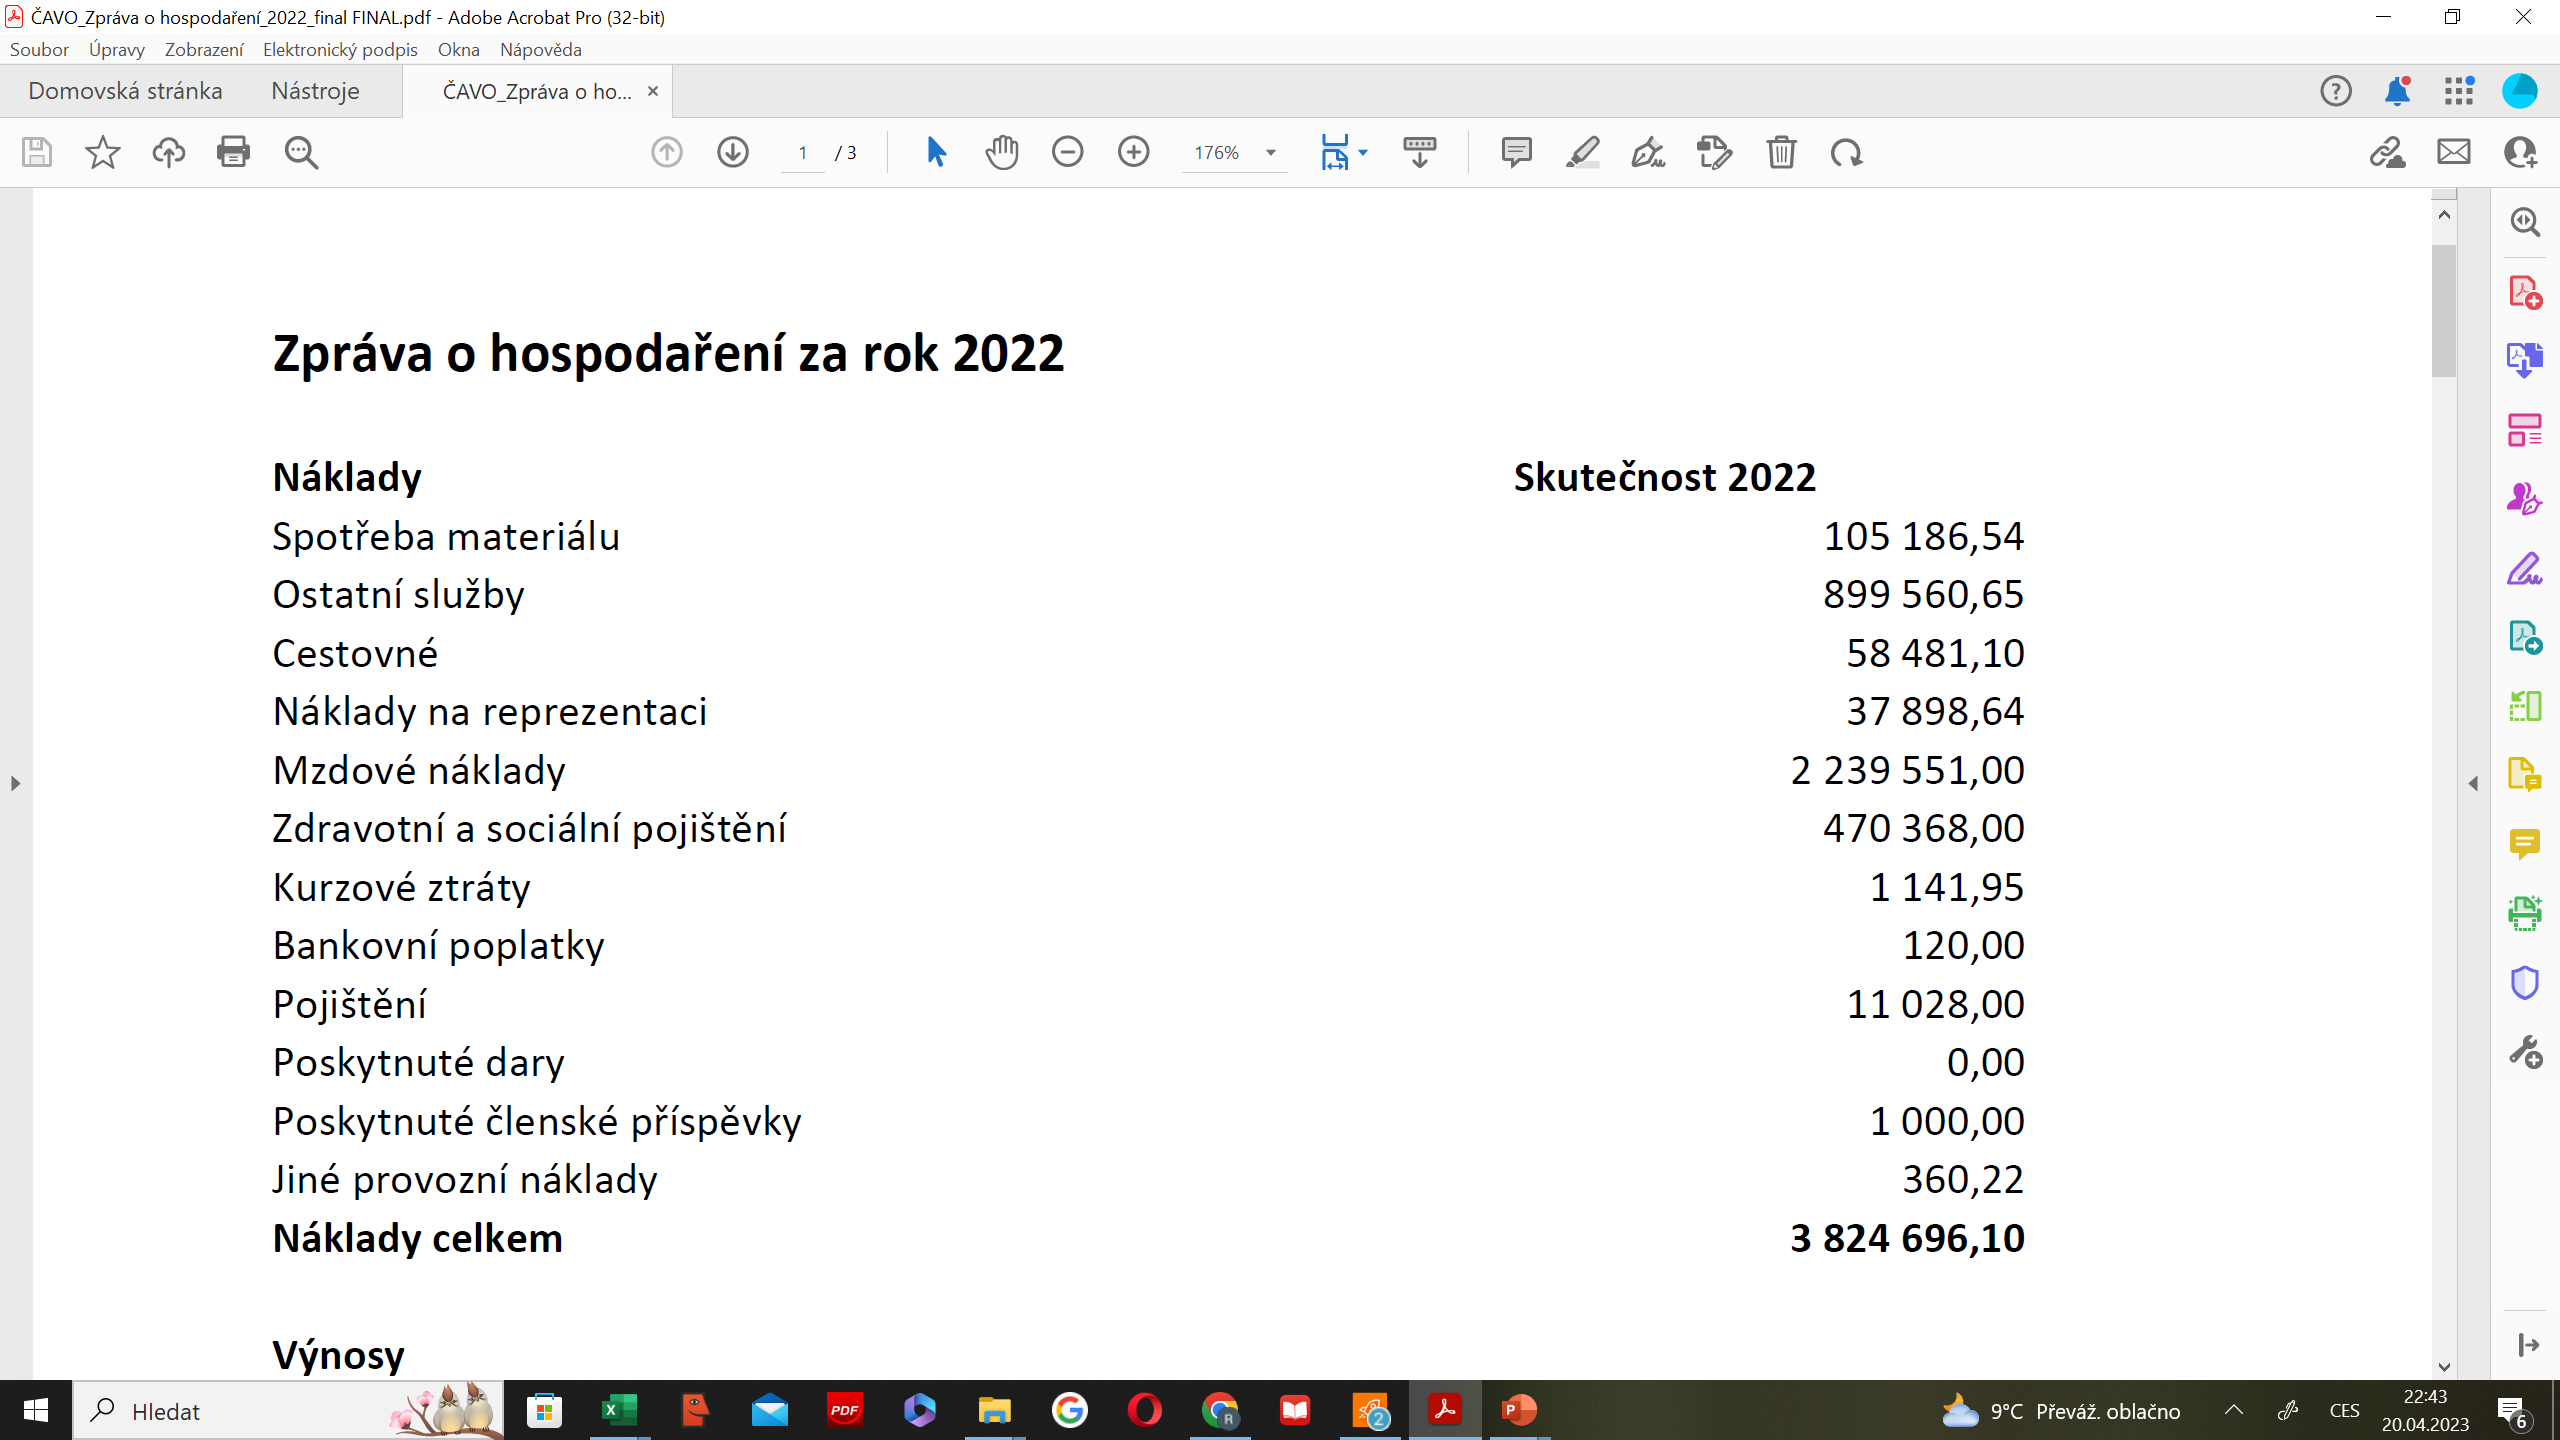 ČAVO_Zpráva o hospodaření_2022_final FINAL.pdf - Adobe Acrobat Pro (32-bit)
Soubor Úpravy Zobrazení Elektronický podpis Okna Nápověda
Domovská stránka Nástroje ČAVO_Zpráva o ho... ×
1 / 3 176%
Zpráva o hospodaření za rok 2022
Náklady Skutečnost 2022
Spotřeba materiálu 105 186,54
Ostatní služby 899 560,65
Cestovné 58 481,10
Náklady na reprezentaci 37 898,64
Mzdové náklady 2 239 551,00
Zdravotní a sociální pojištění 470 368,00
Kurzové ztráty 1 141,95
Bankovní poplatky 120,00
Pojištění 11 028,00
Poskytnuté dary 0,00
Poskytnuté členské příspěvky 1 000,00
Jiné provozní náklady 360,22
Náklady celkem 3 824 696,10
Výnosy
Hledat PDF R 2 P 9°C Převáž. oblačno CES 22:43
20.04.2023 6